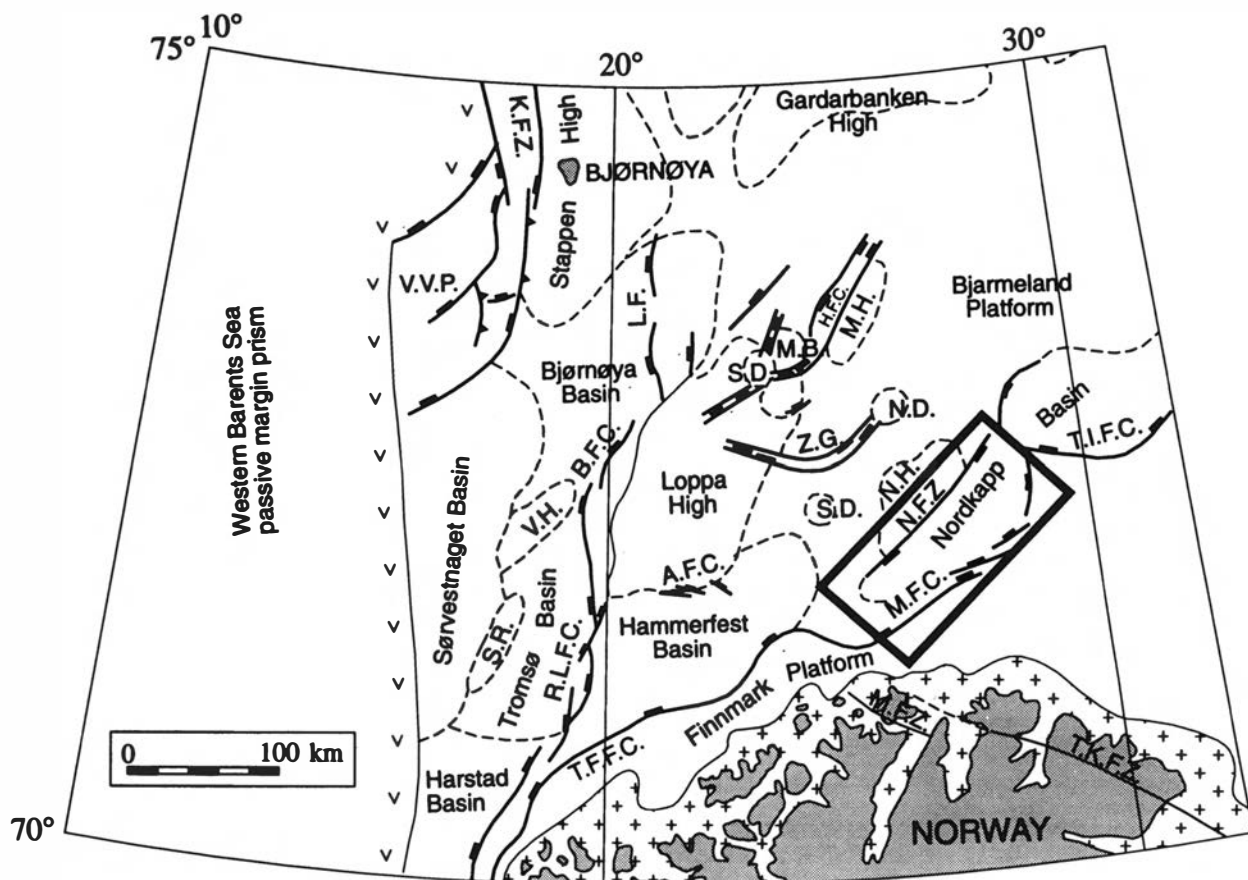 75°
10°
20°
30°
K.F.Z.
Stappen High
BJØRNØYA
Gardarbanken
High
V.V.P.
L.F.
H.F.C.
M.H.
M.B.
S.D.
Bjarmeland
Platform
Western Barents Sea
passive margin prism
Bjørnøya
Basin
B.F.C.
Z.G.
N.D.
Basin
T.I.F.C.
Sørvestnaget Basin
V.H.
Loppa
High
S.D.
N.H.
N.F.Z
Nordkapp
A.F.C.
M.F.C.
S.R.
Tromsø Basin
R.L.F.C.
Hammerfest
Basin
Finnmark Platform
M.F.Z.
T.K.F.Z.
0 100 km
T.F.F.C.
Harstad
Basin
70°
NORWAY